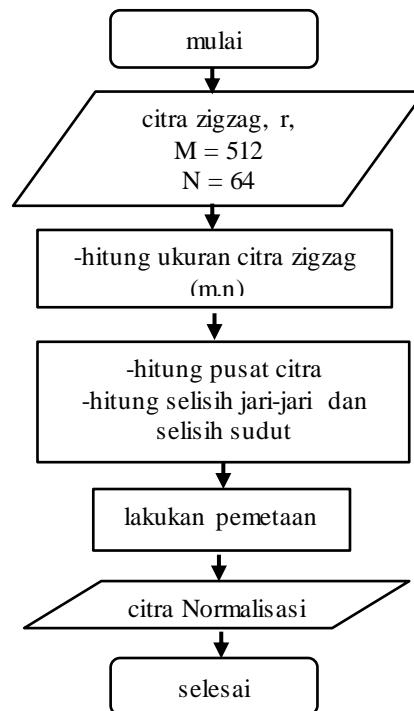 mulai
citra zigzag, r,
M = 512
N = 64
-hitung ukuran citra zigzag
(m.n)
-hitung pusat citra
-hitung selisih jari-jari dan
selisih sudut
lakukan pemetaan
citra Normalisasi
selesai